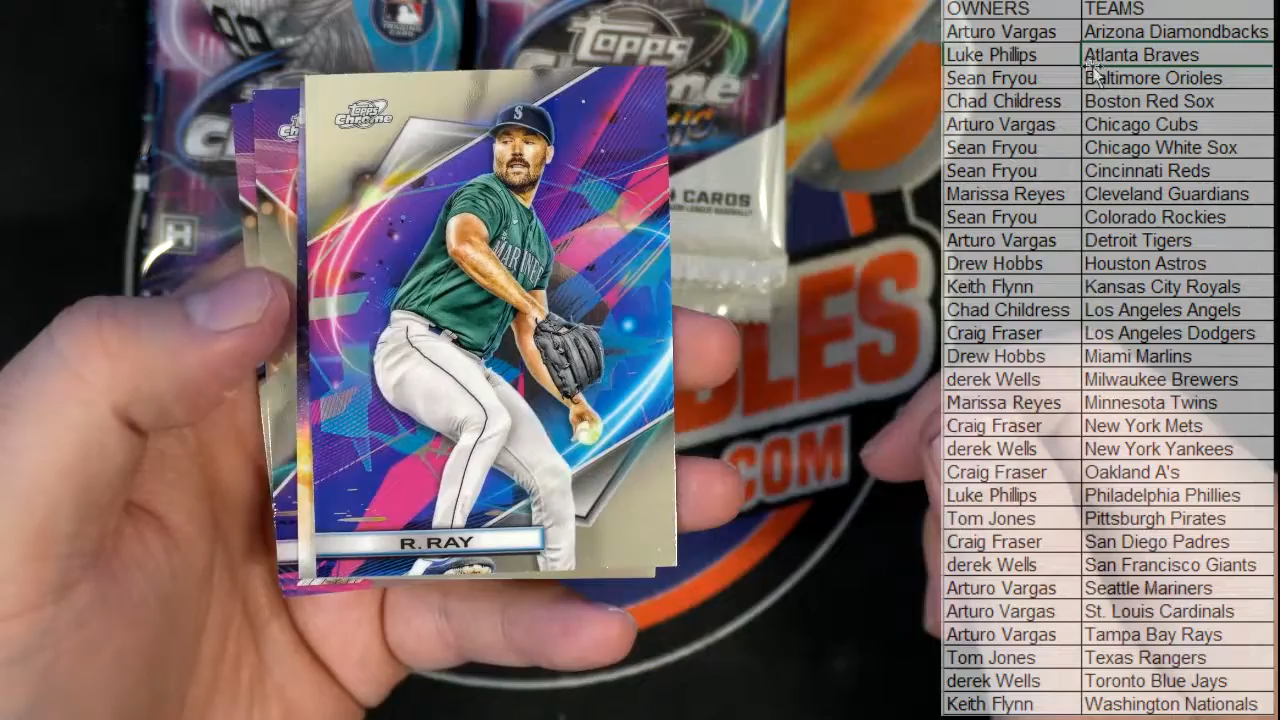 Topps
Chrome
CARDS
MAJOR LEAGUE BASEBALL
H
Topps
Chrome
S
MARINE
R. RAY
BLES
.COM
OWNERS TEAMS
Arturo Vargas Arizona Diamondbacks
Luke Phillips Atlanta Braves
Sean Fryou Baltimore Orioles
Chad Childress Boston Red Sox
Arturo Vargas Chicago Cubs
Sean Fryou Chicago White Sox
Sean Fryou Cincinnati Reds
Marissa Reyes Cleveland Guardians
Sean Fryou Colorado Rockies
Arturo Vargas Detroit Tigers
Drew Hobbs Houston Astros
Keith Flynn Kansas City Royals
Chad Childress Los Angeles Angels
Craig Fraser Los Angeles Dodgers
Drew Hobbs Miami Marlins
derek Wells Milwaukee Brewers
Marissa Reyes Minnesota Twins
Craig Fraser New York Mets
derek Wells New York Yankees
Craig Fraser Oakland A's
Luke Phillips Philadelphia Phillies
Tom Jones Pittsburgh Pirates
Craig Fraser San Diego Padres
derek Wells San Francisco Giants
Arturo Vargas Seattle Mariners
Arturo Vargas St. Louis Cardinals
Arturo Vargas Tampa Bay Rays
Tom Jones Texas Rangers
derek Wells Toronto Blue Jays
Keith Flynn Washington Nationals